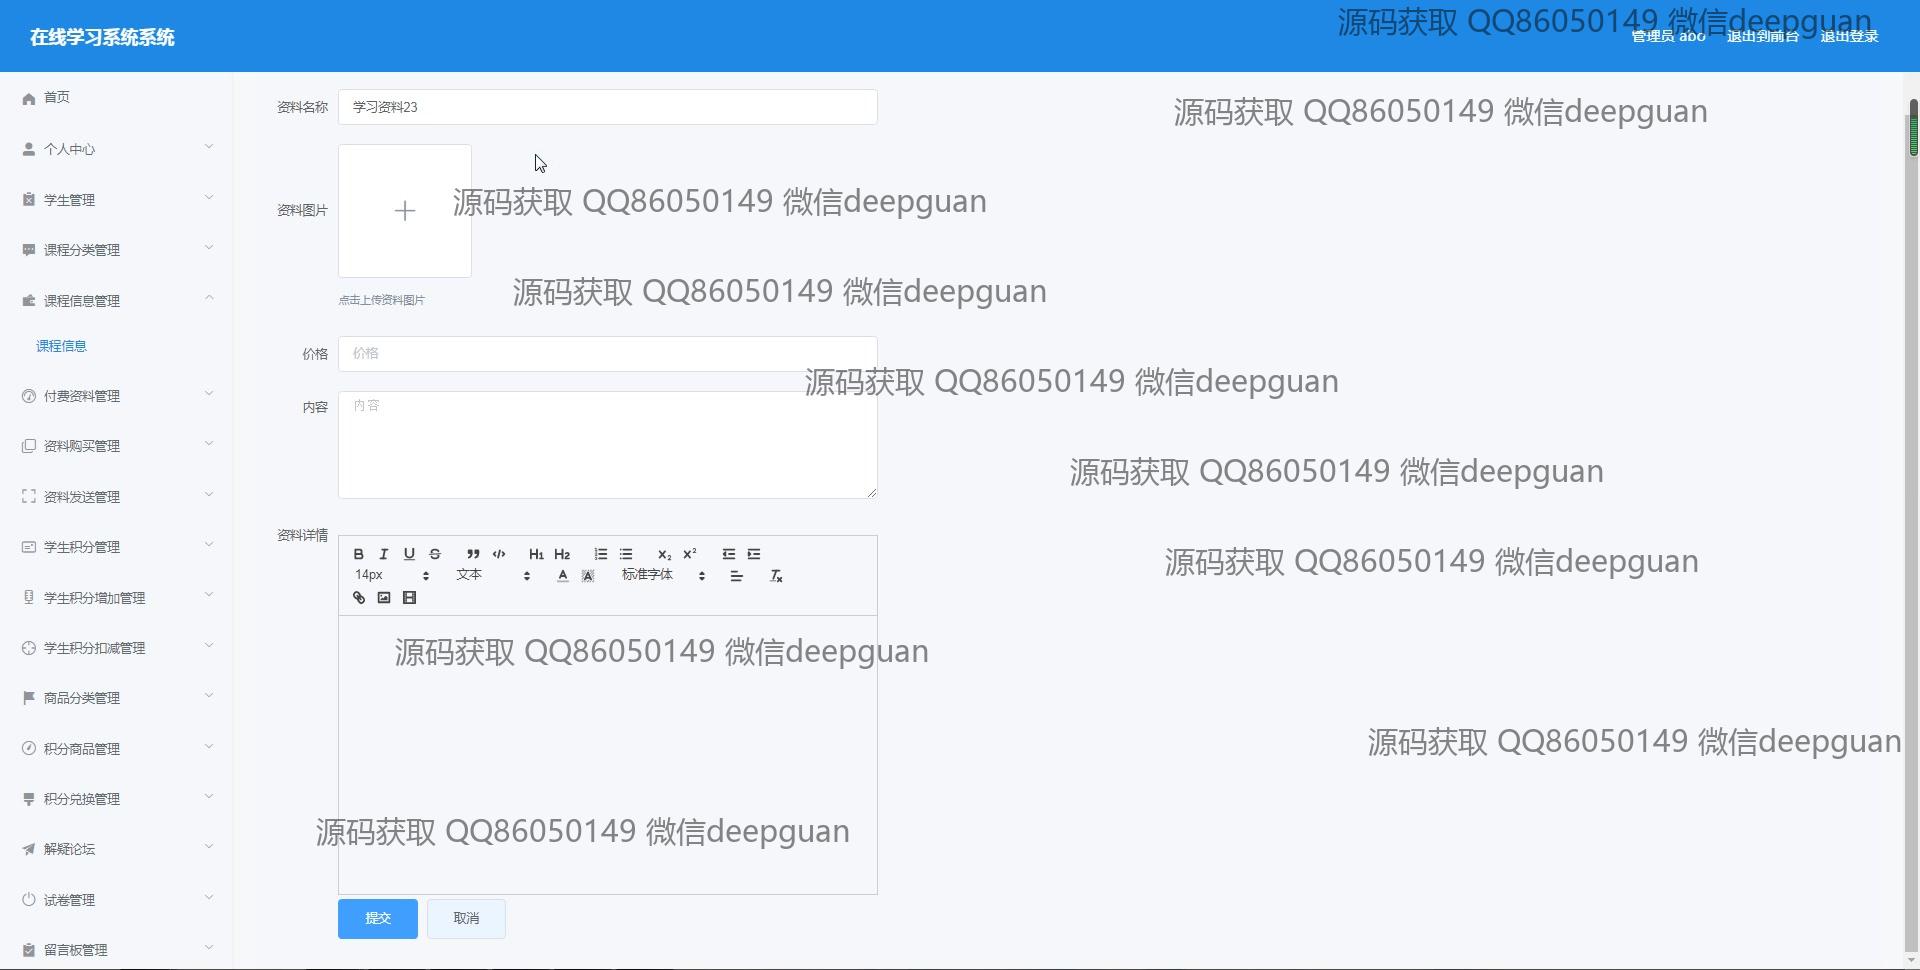 在线学习系统系统
源码获取 QQ86050149 微信deepguan
管理员 abo 退出到前台 退出登录
首页
个人中心
学生管理
课程分类管理
课程信息管理
课程信息
付费资料管理
资料购买管理
资料发送管理
学生积分管理
学生积分增加管理
学生积分扣减管理
商品分类管理
积分商品管理
积分兑换管理
解疑论坛
试卷管理
留言板管理
资料名称 学习资料23
源码获取 QQ86050149 微信deepguan
资料图片
源码获取 QQ86050149 微信deepguan
源码获取 QQ86050149 微信deepguan
点击上传资料图片
价格 价格
源码获取 QQ86050149 微信deepguan
内容 内容
源码获取 QQ86050149 微信deepguan
资料详情
B I U S H1 H2 X2 X2
源码获取 QQ86050149 微信deepguan
14px 文本 A A 标准字体 Tx
源码获取 QQ86050149 微信deepguan
源码获取 QQ86050149 微信deepguan
源码获取 QQ86050149 微信deepguan
提交 取消